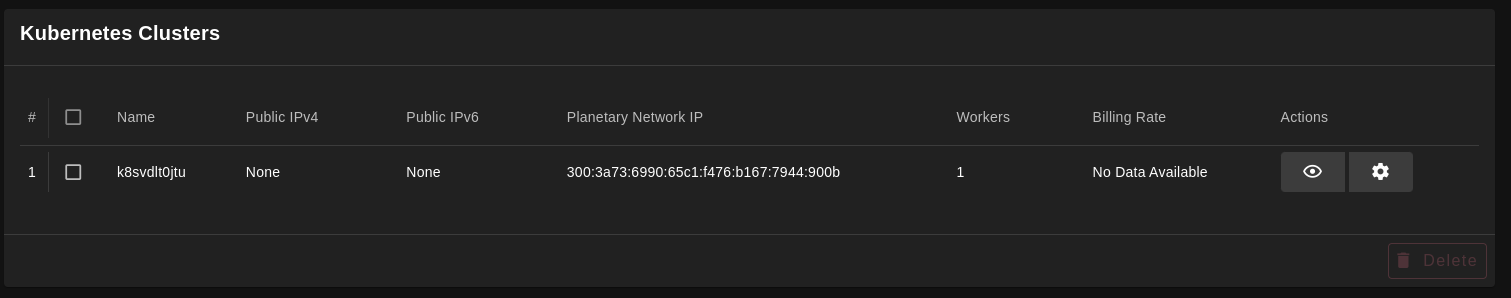 Kubernetes Clusters
# Name Public IPv4 Public IPv6 Planetary Network IP Workers Billing Rate Actions
1 k8svdlt0jtu None None 300:3a73:6990:65c1:f476:b167:7944:900b 1 No Data Available
Delete